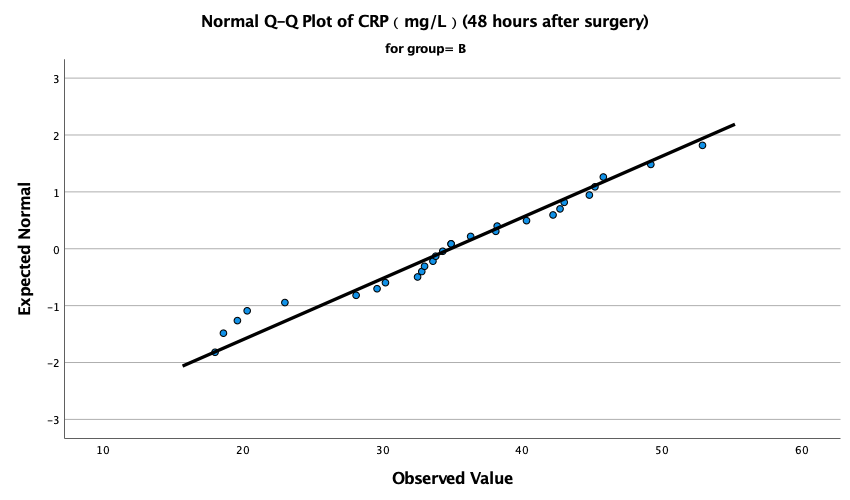 Normal Q-Q Plot of CRP（mg/L）(48 hours after surgery)
for group= B
3
2
1
0
-1
-2
-3
Expected Normal
10 20 30 40 50 60
Observed Value